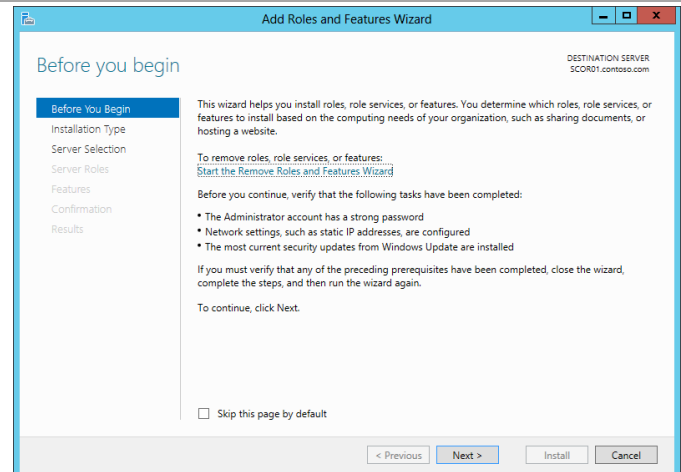 Add Roles and Features Wizard
Before you begin
DESTINATION SERVER
SCOR01.contoso.com
Before You Begin
Installation Type
Server Selection
Server Roles
Features
Confirmation
Results
This wizard helps you install roles, role services, or features. You determine which roles, role services, or
features to install based on the computing needs of your organization, such as sharing documents, or
hosting a website.
To remove roles, role services, or features:
Start the Remove Roles and Features Wizard
Before you continue, verify that the following tasks have been completed:
• The Administrator account has a strong password
• Network settings, such as static IP addresses, are configured
• The most current security updates from Windows Update are installed
If you must verify that any of the preceding prerequisites have been completed, close the wizard,
complete the steps, and then run the wizard again.
To continue, click Next.
Skip this page by default
< Previous Next > Install Cancel